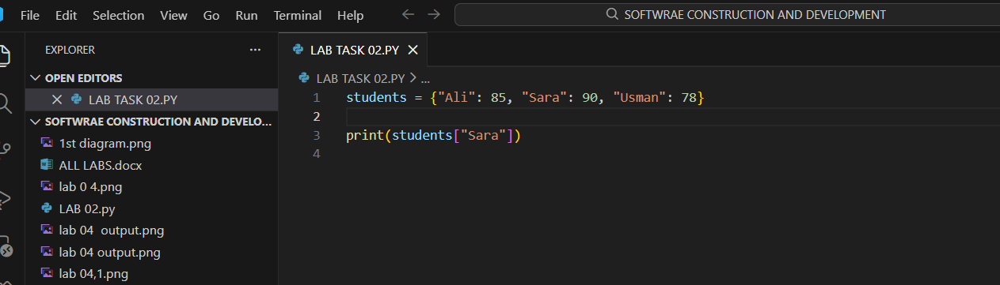 File Edit Selection View Go Run Terminal Help
SOFTWRAE CONSTRUCTION AND DEVELOPMENT
EXPLORER ...
OPEN EDITORS
LAB TASK 02.PY
SOFTWRAE CONSTRUCTION AND DEVELO...
1st diagram.png
ALL LABS.docx
lab 0 4.png
LAB 02.py
lab 04  output.png
lab 04 output.png
lab 04,1.png
LAB TASK 02.PY
LAB TASK 02.PY > ...
1 students = {"Ali": 85, "Sara": 90, "Usman": 78}
2
3 print(students["Sara"])
4